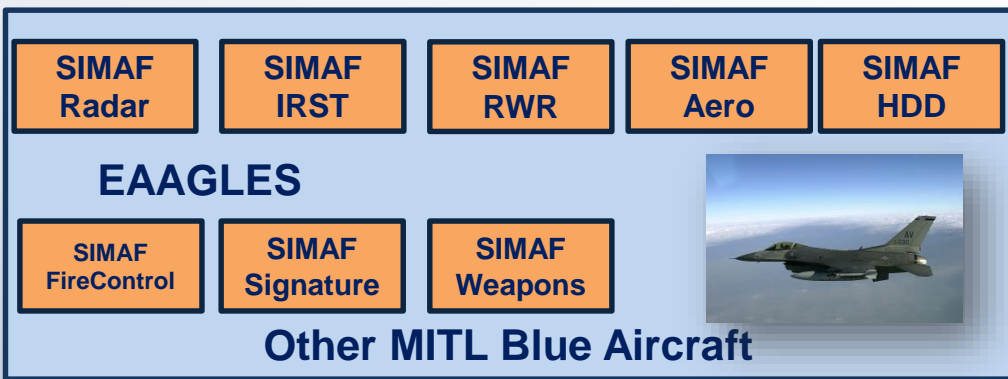 SIMAF SIMAF SIMAF SIMAF SIMAF
Radar IRST RWR Aero HDD
EAAGLES
SIMAF SIMAF SIMAF
FireControl Signature Weapons
AV
Other MITL Blue Aircraft